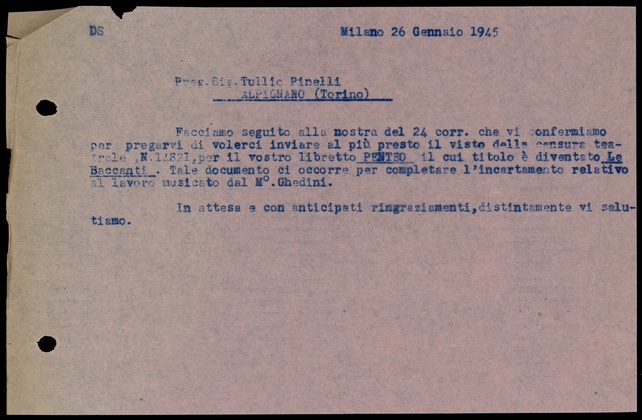 DS Milano 26 Gennaio 1945
Preg.Sig.Tullio Pinelli
ALPIGNANO (Torino)
Facciamo seguito alla nostra del 24 corr. che vi confermiamo
per pregarvi di volerci inviare al più presto il visto della censura tea-
trale ,N.14821,per il vostro libretto PENTEO il cui titolo è diventato Le
Baccanti . Tale documento ci occorre per completare l'incartamento relativo
al lavoro musicato dal M°.Ghedini.
In attesa e con anticipati ringraziamenti,distintamente vi salu-
tiamo.